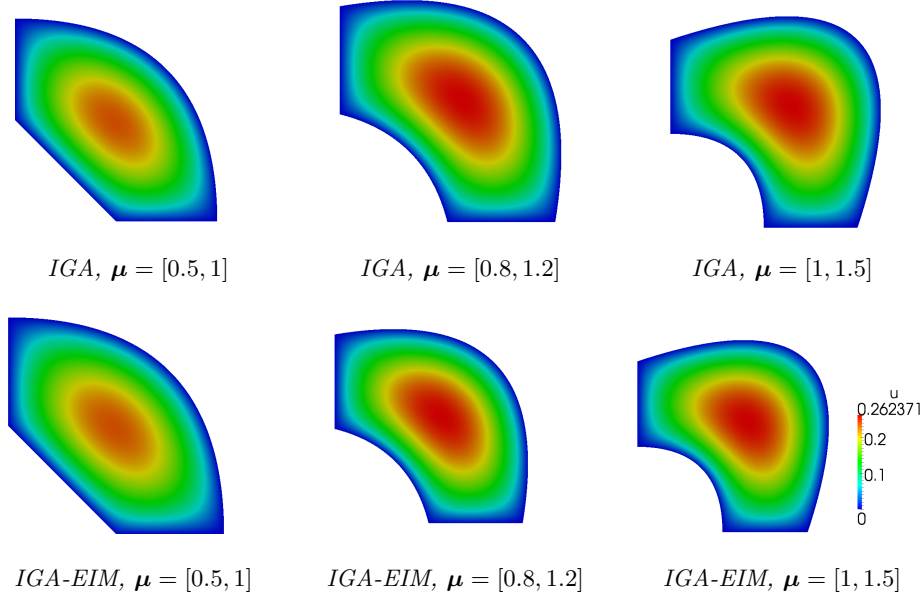 IGA, μ = [0.5, 1]
IGA, μ = [0.8, 1.2]
IGA, μ = [1, 1.5]
u
0.262371
0.2
0.1
0
IGA-EIM, μ = [0.5, 1]
IGA-EIM, μ = [0.8, 1.2]
IGA-EIM, μ = [1, 1.5]